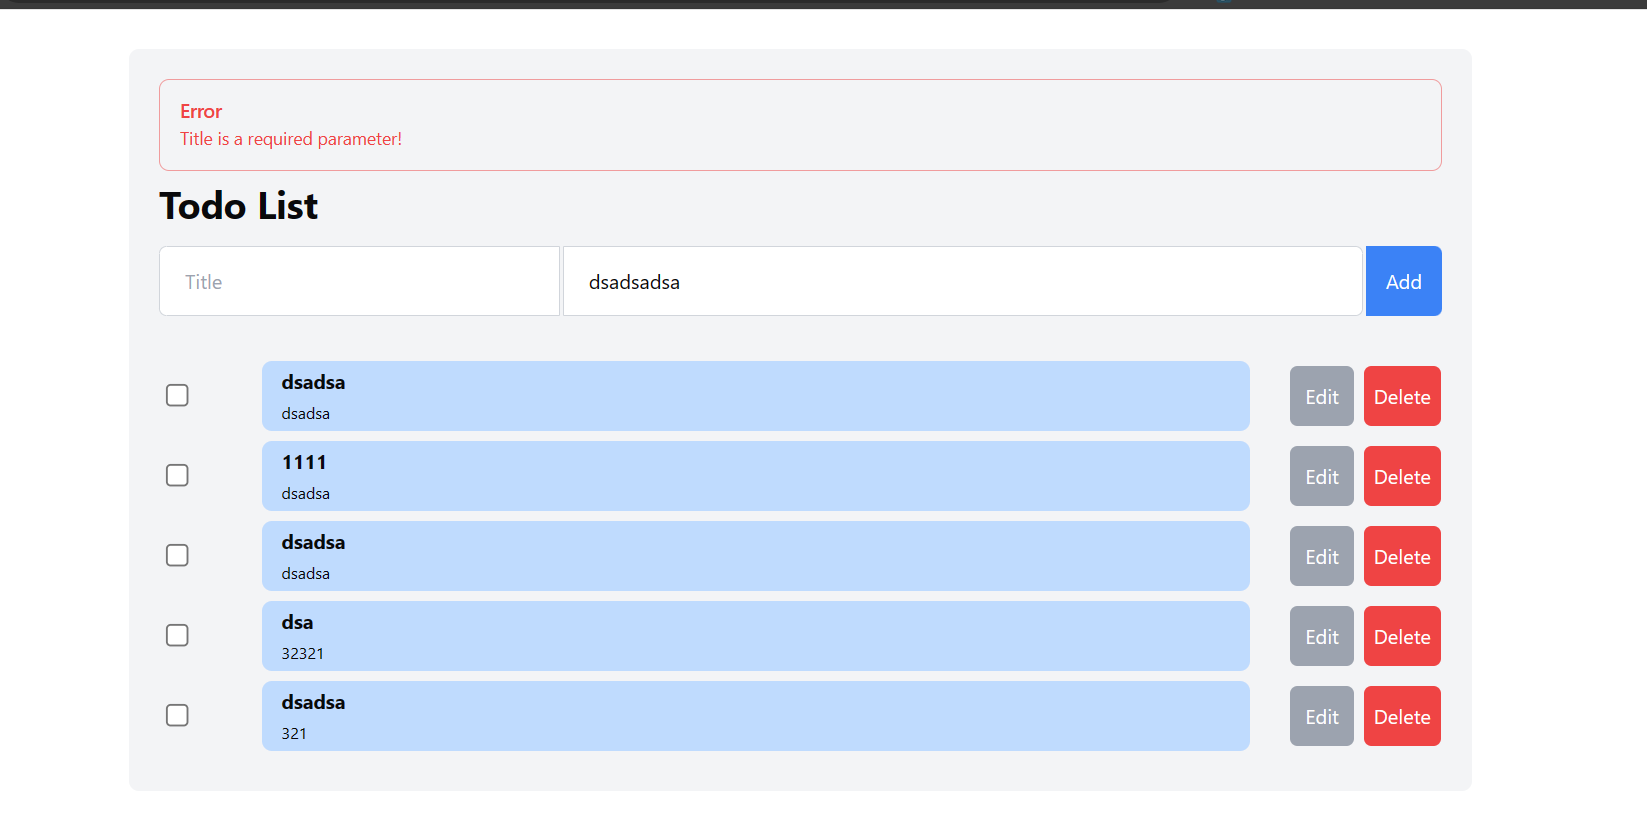 Error
Title is a required parameter!
Todo List
Title dsadsadsa Add
dsadsa
dsadsa
Edit Delete
1111
dsadsa
Edit Delete
dsadsa
dsadsa
Edit Delete
dsa
32321
Edit Delete
dsadsa
321
Edit Delete